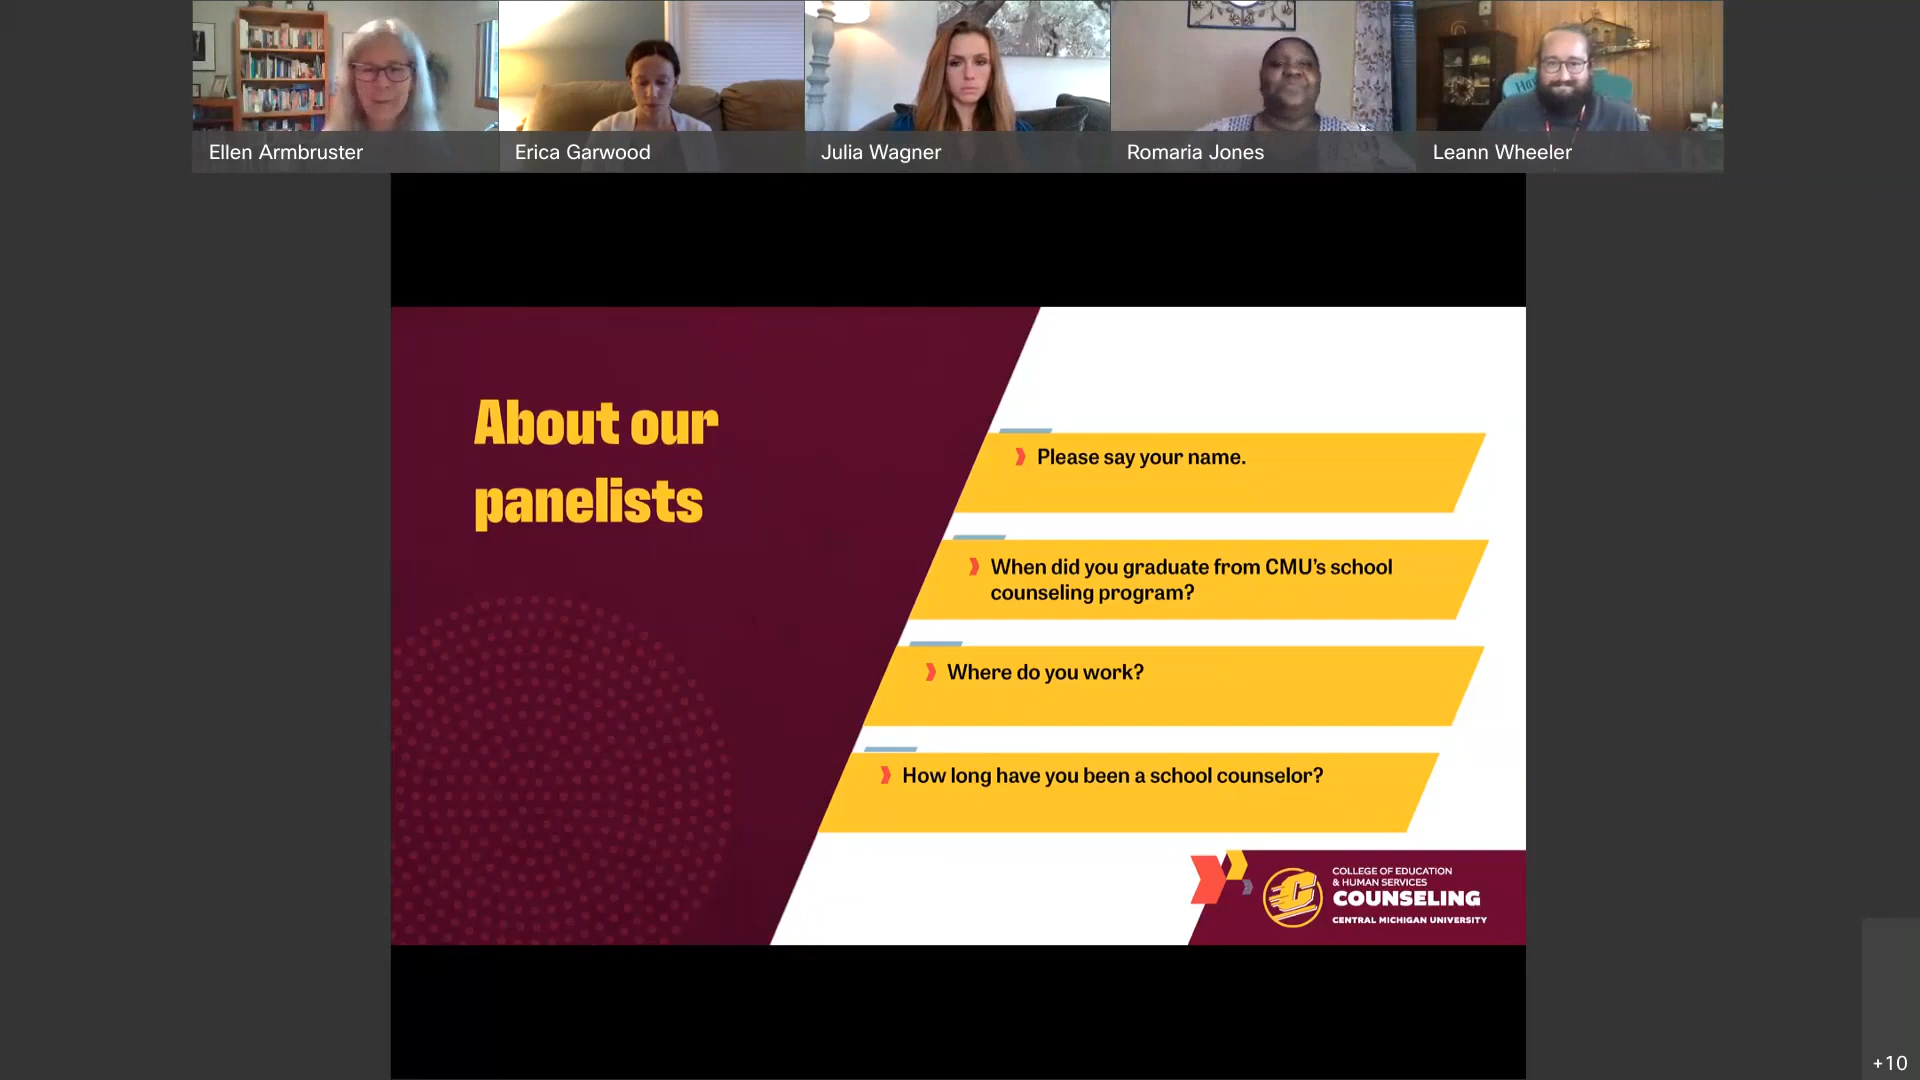 Ellen Armbruster
Erica Garwood
Julia Wagner
Romaria Jones
Leann Wheeler
About our
panelists
Please say your name.
When did you graduate from CMU's school
counseling program?
Where do you work?
How long have you been a school counselor?
COLLEGE OF EDUCATION
& HUMAN SERVICES
COUNSELING
CENTRAL MICHIGAN UNIVERSITY
+10